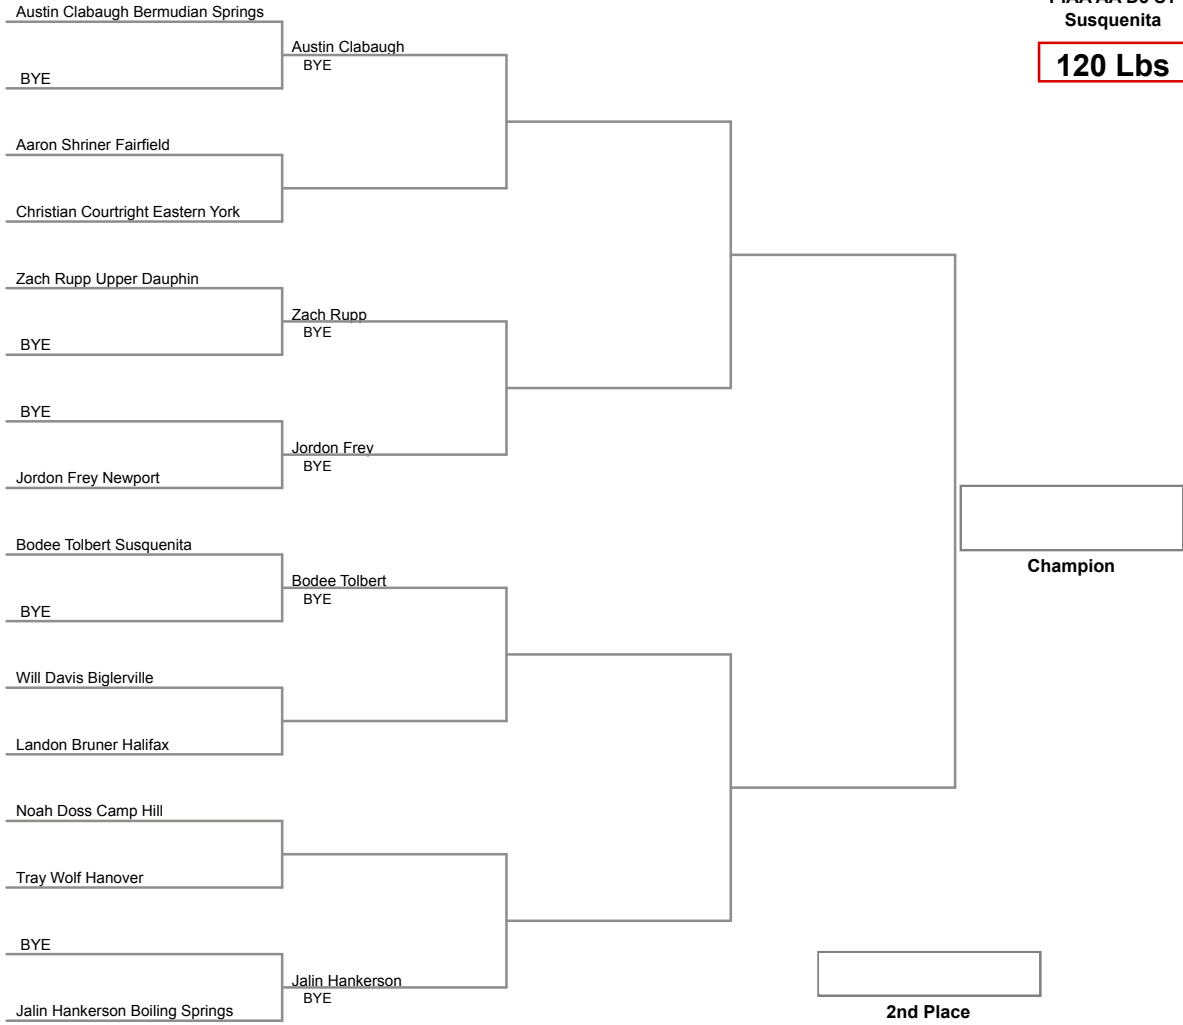 Susquenita
120 Lbs
Austin Clabaugh Bermudian Springs
BYE
Aaron Shriner Fairfield
Christian Courtright Eastern York
Zach Rupp Upper Dauphin
BYE
BYE
Jordon Frey Newport
Bodee Tolbert Susquenita
BYE
Will Davis Biglerville
Landon Bruner Halifax
Noah Doss Camp Hill
Tray Wolf Hanover
BYE
Jalin Hankerson Boiling Springs
Austin Clabaugh
BYE
Zach Rupp
BYE
Jordon Frey
BYE
Bodee Tolbert
BYE
Jalin Hankerson
BYE
Champion
2nd Place